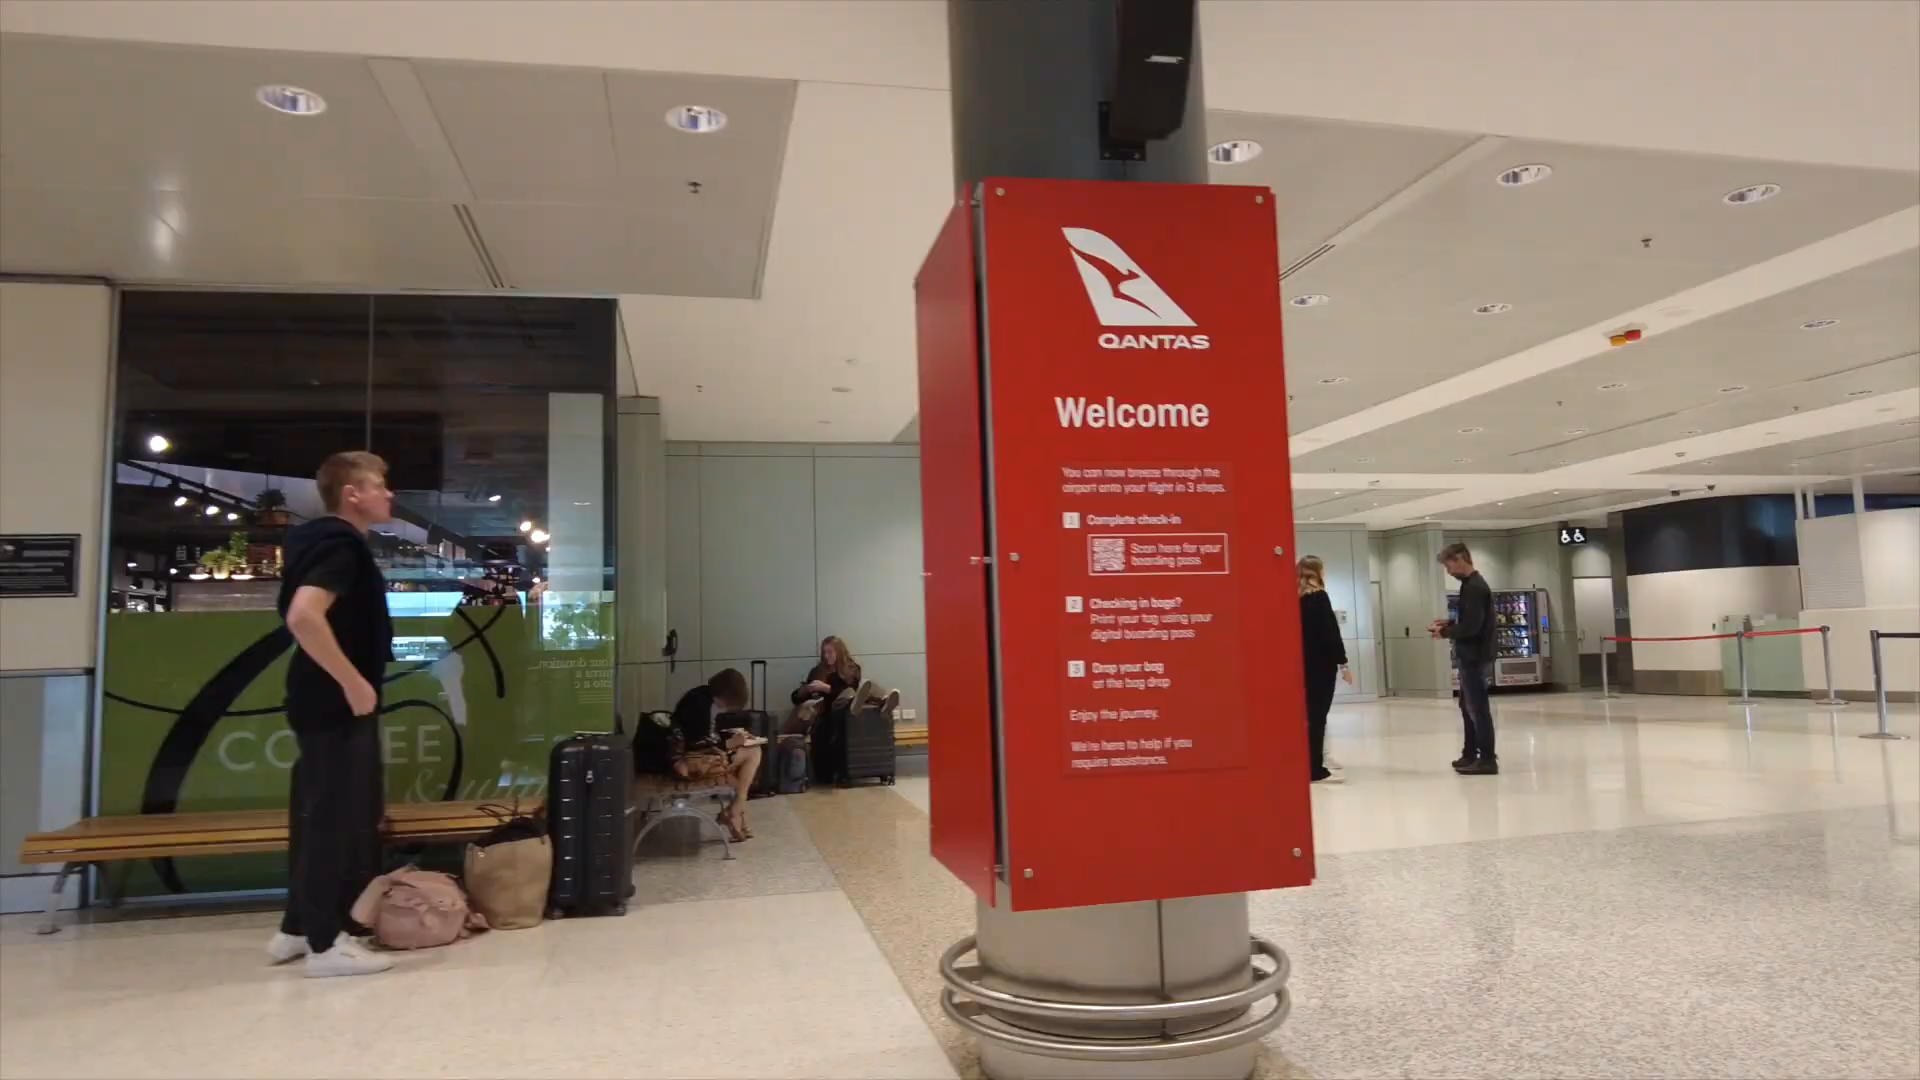 QANTAS
Welcome
You can now breeze through the
airport onto your flight in 3 steps.
1 Complete check-in
Scan here for your
boarding pass
2 Checking in bags?
Print your tag using your
digital boarding pass
3 Drop your bag
at the bag drop
Enjoy the journey.
We're here to help if you
require assistance.
your donation
COFFEE
&